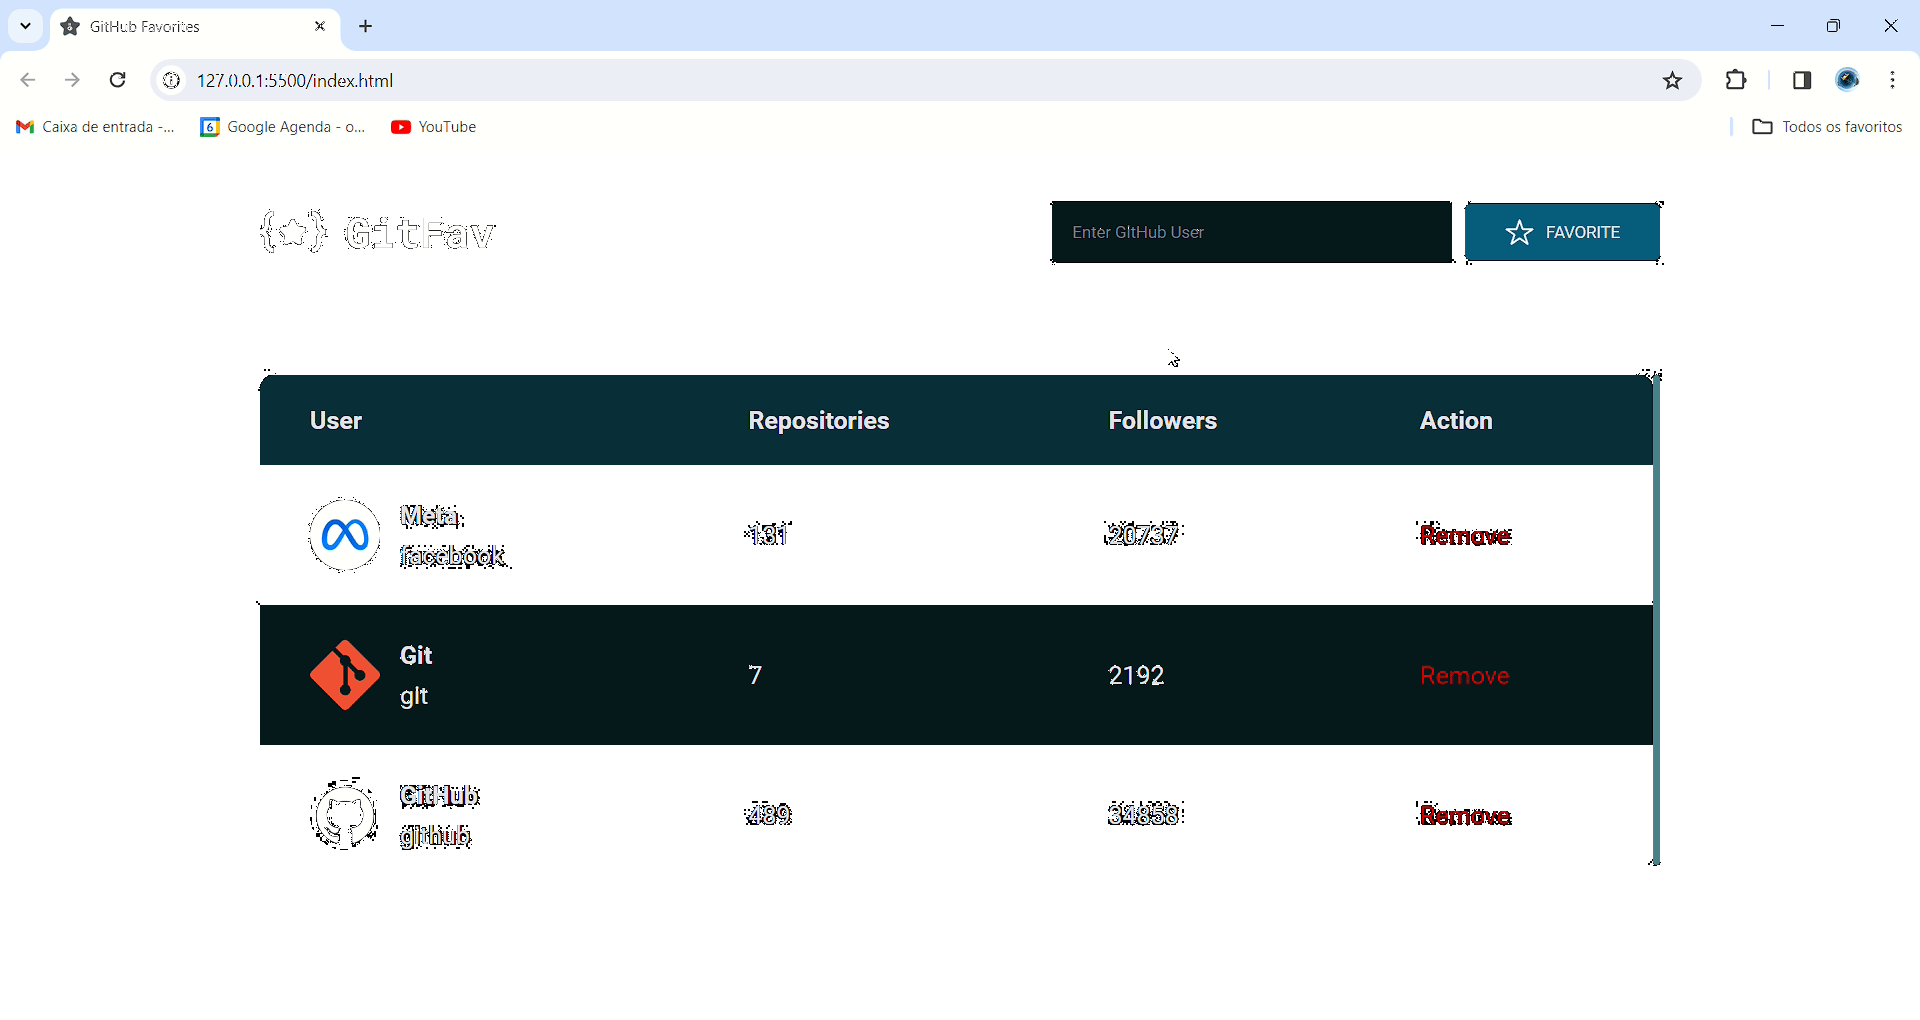 GitHub Favorites
127.0.0.1:5500/index.html
Caixa de entrada -...
6 Google Agenda - o...
YouTube
Todos os favoritos
GitFav
Enter GitHub User
FAVORITE
User Repositories Followers Action
Meta
facebook
131 20737 Remove
Git
git
7 2192 Remove
GitHub
github
489 34858 Remove